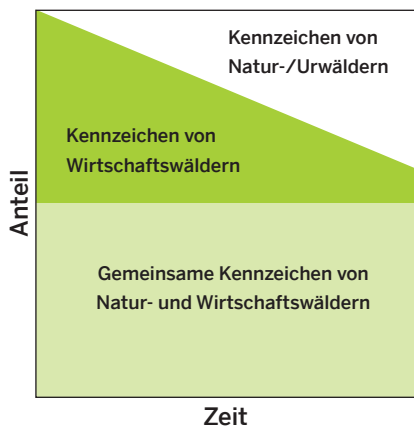 Kennzeichen von
Natur-/Urwäldern
Kennzeichen von
Wirtschaftswäldern
Anteil
Gemeinsame Kennzeichen von
Natur- und Wirtschaftswäldern
Zeit